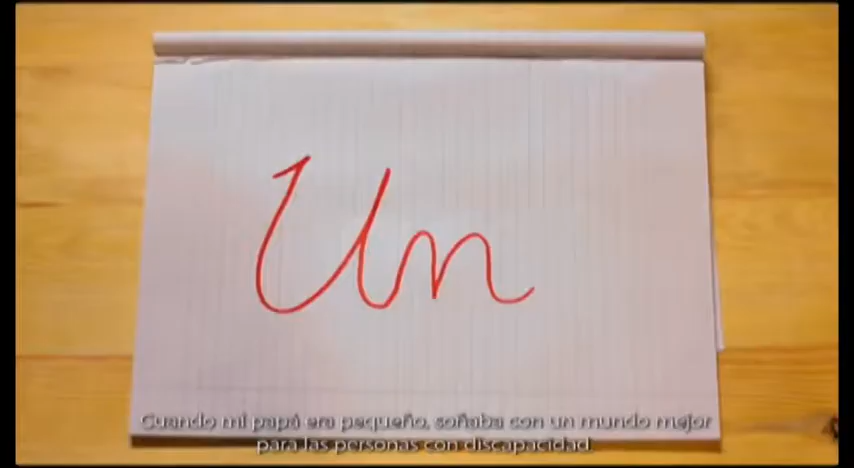 Un
Cuando mi papá era pequeño, soñaba con un mundo mejor
para las personas con discapacidad.